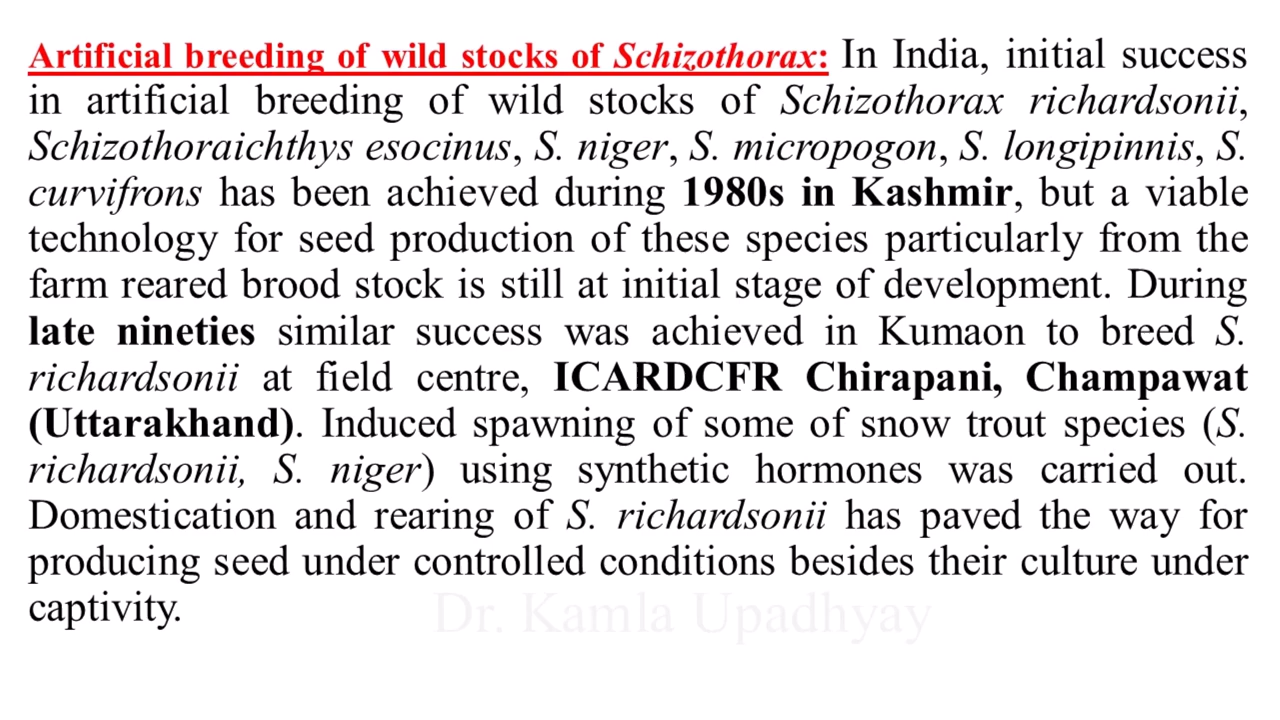 Artificial breeding of wild stocks of Schizothorax: In India, initial success
in artificial breeding of wild stocks of Schizothorax richardsonii,
Schizothoraichthys esocinus, S. niger, S. micropogon, S. longipinnis, S.
curvifrons has been achieved during 1980s in Kashmir, but a viable
technology for seed production of these species particularly from the
farm reared brood stock is still at initial stage of development. During
late nineties similar success was achieved in Kumaon to breed S.
richardsonii at field centre, ICARDCFR Chirapani, Champawat
(Uttarakhand). Induced spawning of some of snow trout species (S.
richardsonii, S. niger) using synthetic hormones was carried out.
Domestication and rearing of S. richardsonii has paved the way for
producing seed under controlled conditions besides their culture under
captivity.
Dr. Kamla Upadhyay